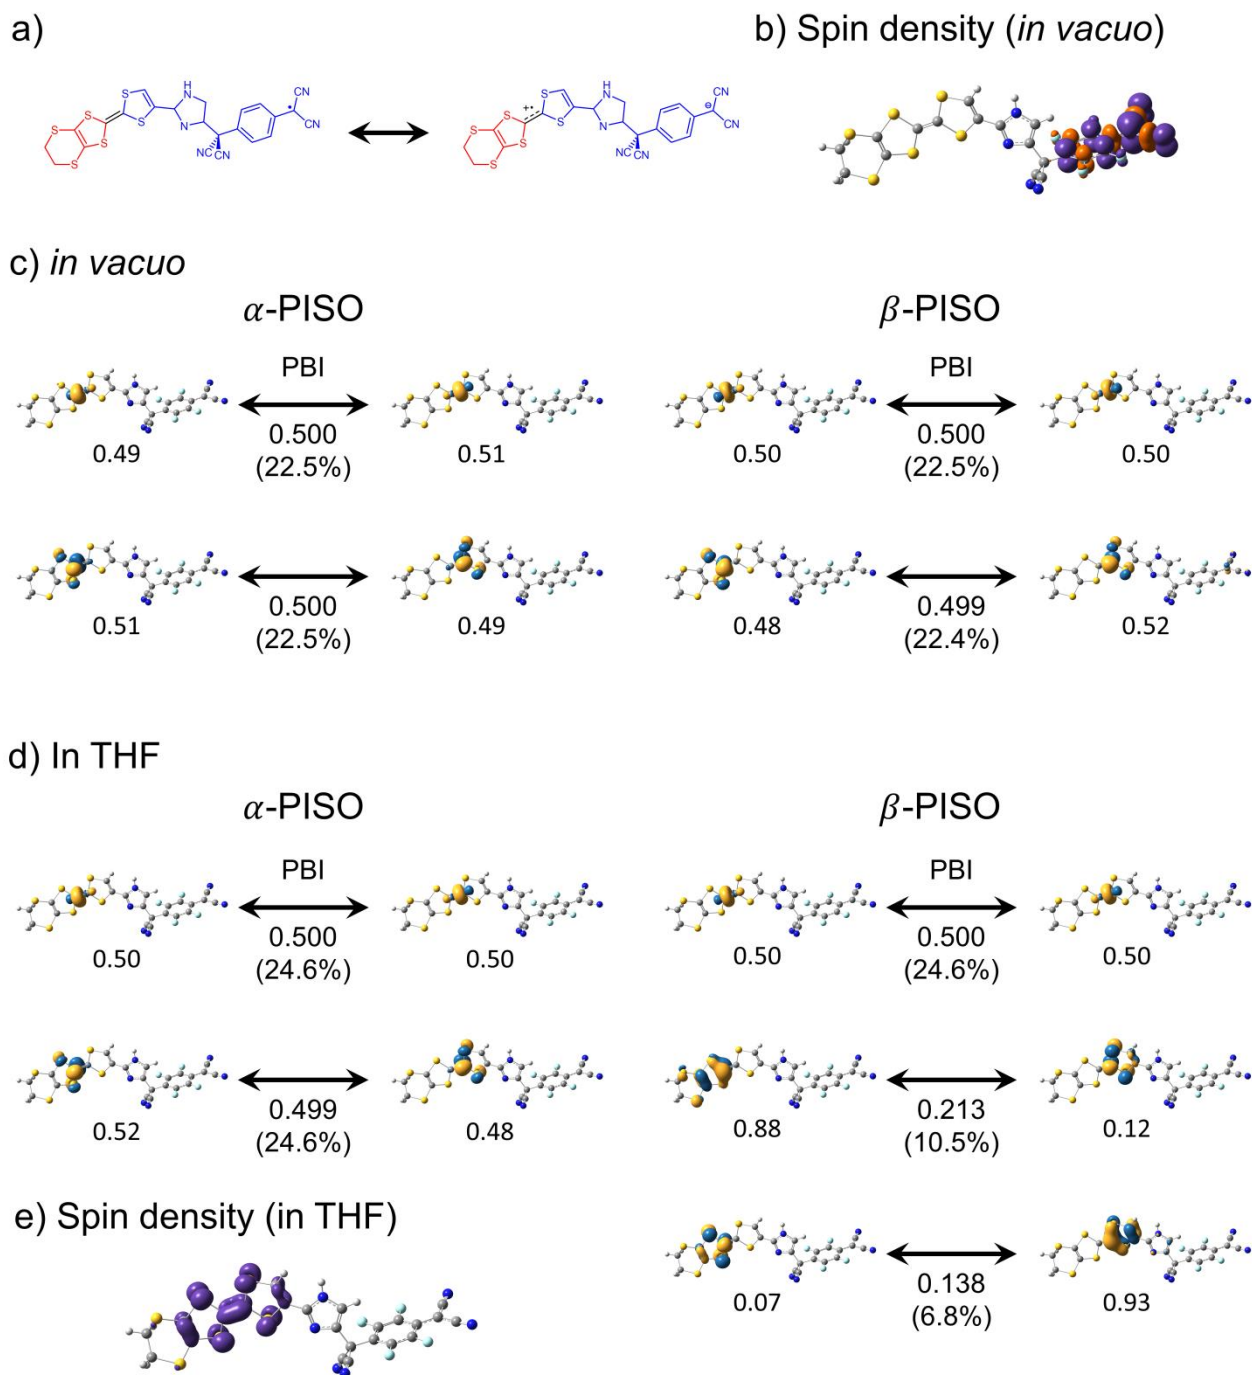 a)
b) Spin density (in vacuo)
S S H N CN
S S N CN
S S NC CN
+• ⊖
c) in vacuo
α-PISO β-PISO
PBI PBI
0.49 0.500 (22.5%) 0.51 0.50 0.500 (22.5%) 0.50
0.51 0.500 (22.5%) 0.49 0.48 0.499 (22.4%) 0.52
d) In THF
α-PISO β-PISO
PBI PBI
0.50 0.500 (24.6%) 0.50 0.50 0.500 (24.6%) 0.50
0.52 0.499 (24.6%) 0.48 0.88 0.213 (10.5%) 0.12
e) Spin density (in THF)
0.07 0.138 (6.8%) 0.93